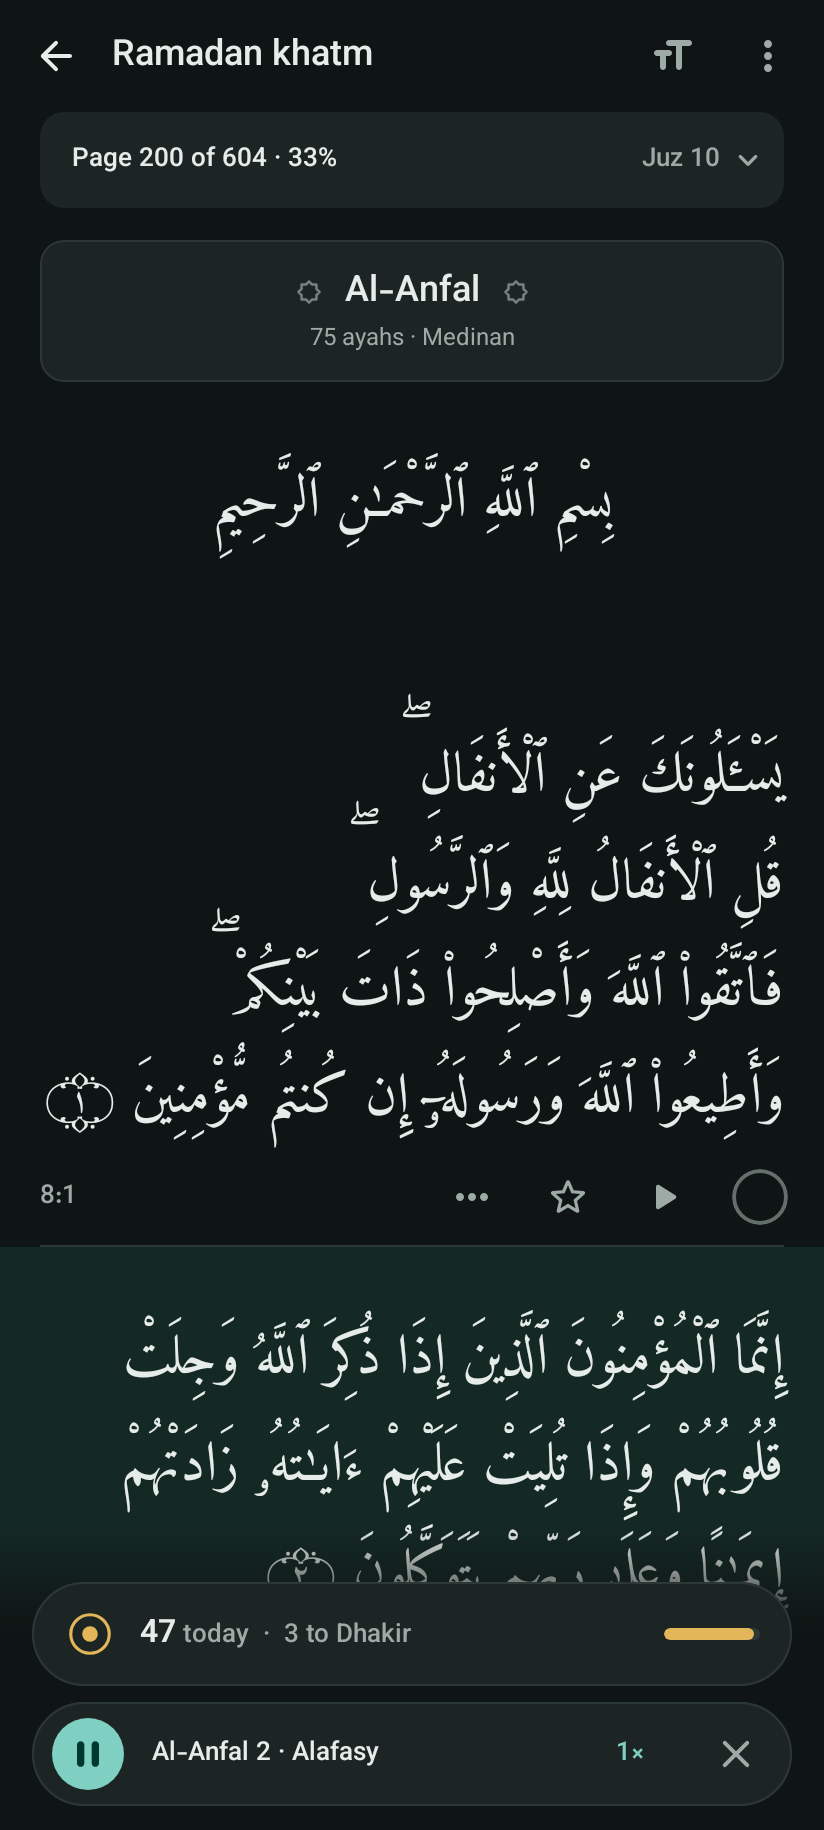 Ramadan khatm
Page 200 of 604 · 33%
Juz 10
Al-Anfal
75 ayahs · Medinan
بِسْمِ ٱللَّهِ ٱلرَّحْمَـٰنِ ٱلرَّحِيمِ
يَسْـَٔلُونَكَ عَنِ ٱلْأَنفَالِ ۖ
قُلِ ٱلْأَنفَالُ لِلَّهِ وَٱلرَّسُولِ ۖ
فَٱتَّقُوا۟ ٱللَّهَ وَأَصْلِحُوا۟ ذَاتَ بَيْنِكُمْ ۖ
وَأَطِيعُوا۟ ٱللَّهَ وَرَسُولَهُۥٓ إِن كُنتُم مُّؤْمِنِينَ ١
8:1
إِنَّمَا ٱلْمُؤْمِنُونَ ٱلَّذِينَ إِذَا ذُكِرَ ٱللَّهُ وَجِلَتْ
قُلُوبُهُمْ وَإِذَا تُلِيَتْ عَلَيْهِمْ ءَايَـٰتُهُۥ زَادَتْهُمْ
إِيمَـٰنًا وَعَلَىٰ رَبِّهِمْ يَتَوَكَّلُونَ ٢
47 today · 3 to Dhakir
Al-Anfal 2 · Alafasy
1×